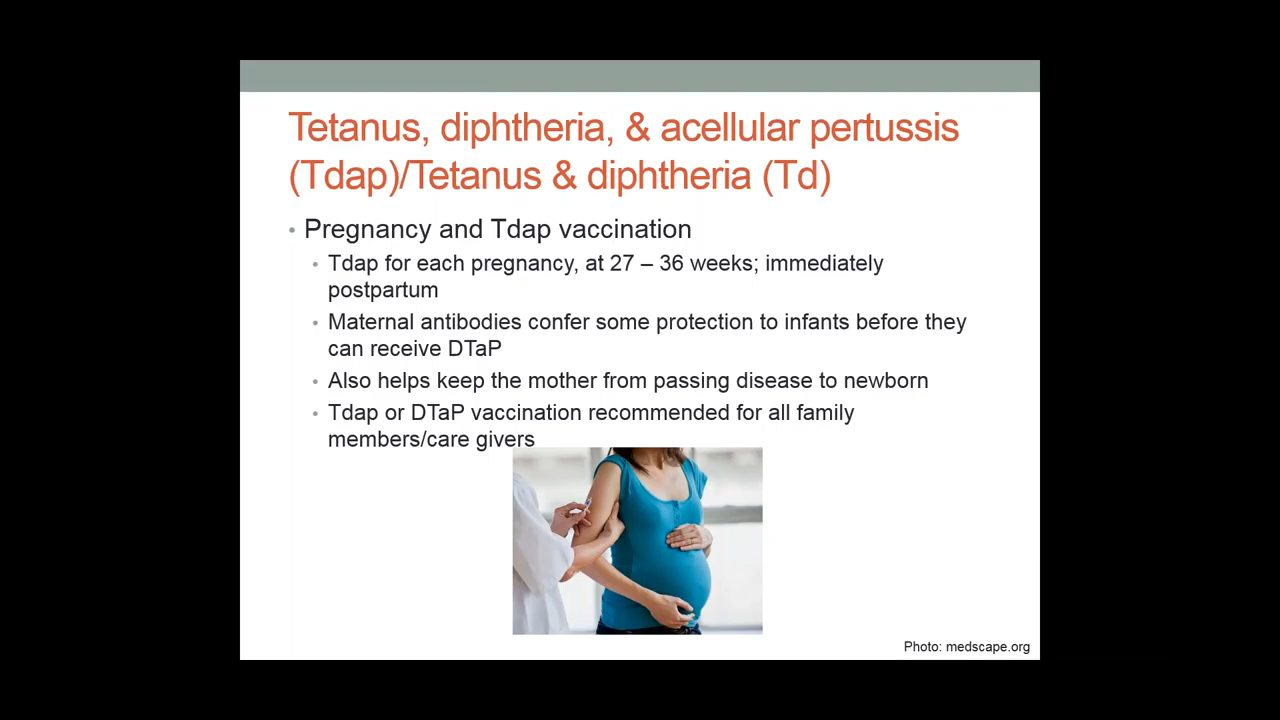 Tetanus, diphtheria, & acellular pertussis
(Tdap)/Tetanus & diphtheria (Td)
• Pregnancy and Tdap vaccination
• Tdap for each pregnancy, at 27 – 36 weeks; immediately
postpartum
• Maternal antibodies confer some protection to infants before they
can receive DTaP
• Also helps keep the mother from passing disease to newborn
• Tdap or DTaP vaccination recommended for all family
members/care givers
Photo: medscape.org